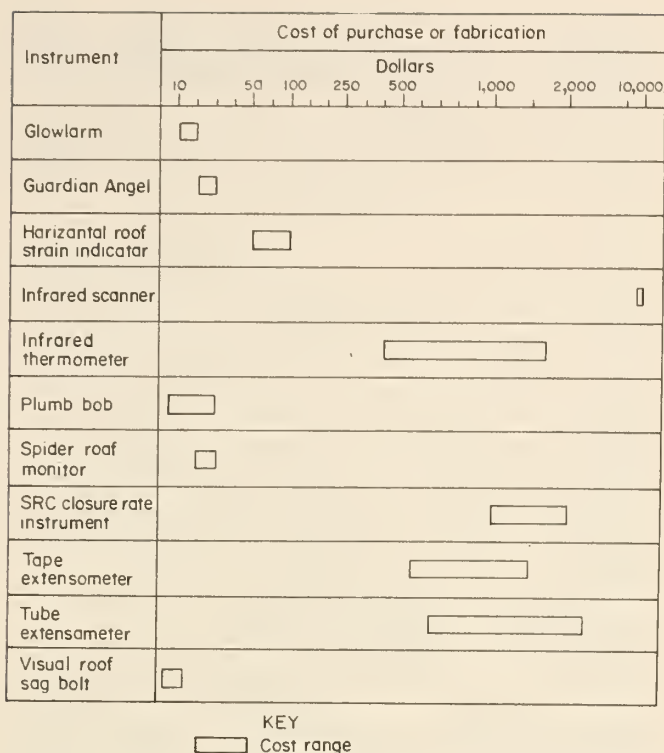 Instrument
Cost of purchase or fabrication
Dollars
10 50 100 250 500 1,000 2,000 10,000
Glowlarm
Guardian Angel
Harizantal roof
strain indicatar
Infrared scanner
Infrared
thermometer
Plumb bob
Spider roaf
monitor
SRC closure rate
instrument
Tape
extensometer
Tube
extensameter
Visual roof
sag bolt
KEY
Cost range